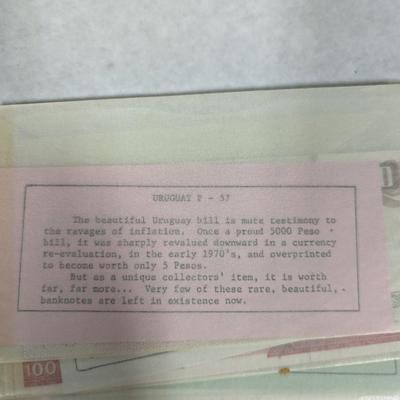 URUGUAY P - 57
The beautiful Uruguay bill is mute testimony to
the ravages of inflation. Once a proud 5000 Peso
bill, it was sharply revalued downward in a currency
re-evaluation, in the early 1970's, and overprinted
to become worth only 5 Pesos.
But as a unique collectors' item, it is worth
far, far more... Very few of these rare, beautiful,
banknotes are left in existence now.
100